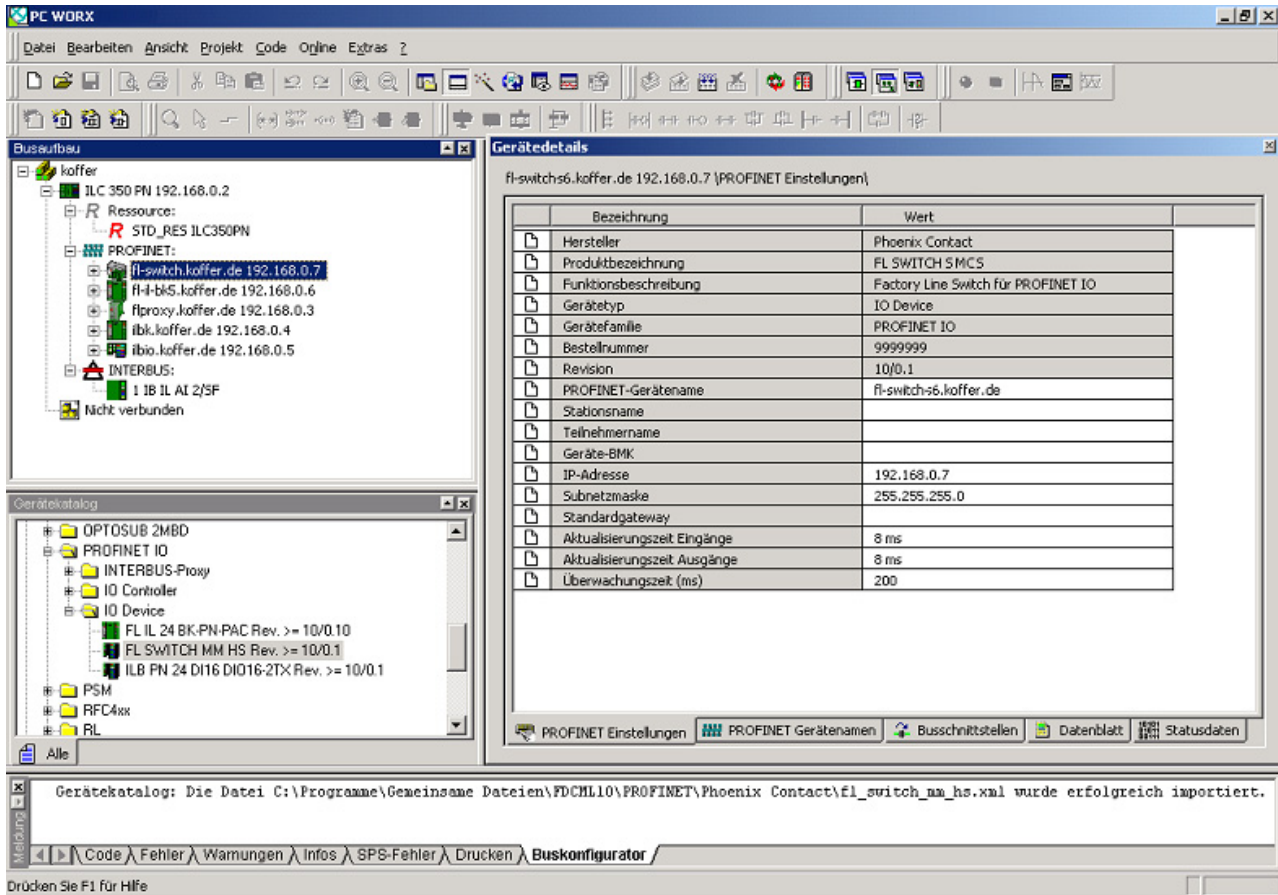 PC WORX
Datei Bearbeiten Ansicht Projekt Code Online Extras ?
Busaufbau
koffer
ILC 350 PN 192.168.0.2
Ressource:
STD_RES ILC350PN
PROFINET:
fl-switch.koffer.de 192.168.0.7
fl-il-bk5.koffer.de 192.168.0.6
flproxy.koffer.de 192.168.0.3
ibk.koffer.de 192.168.0.4
ibio.koffer.de 192.168.0.5
INTERBUS:
1 IB IL AI 2/SF
Nicht verbunden
Gerätekatalog
OPTOSUB 2MBD
PROFINET IO
INTERBUS-Proxy
IO Controller
IO Device
FL IL 24 BK-PN-PAC Rev. >= 10/0.10
FL SWITCH MM HS Rev. >= 10/0.1
ILB PN 24 DI16 DIO16-2TX Rev. >= 10/0.1
PSM
RFC4xx
RL
Alle
Gerätedetails
fl-switch-s6.koffer.de 192.168.0.7 \PROFINET Einstellungen\
Bezeichnung Wert
Hersteller Phoenix Contact
Produktbezeichnung FL SWITCH SMCS
Funktionsbeschreibung Factory Line Switch für PROFINET IO
Gerätetyp IO Device
Gerätefamilie PROFINET IO
Bestellnummer 9999999
Revision 10/0.1
PROFINET-Gerätename fl-switch-s6.koffer.de
Stationsname
Teilnehmername
Geräte-BMK
IP-Adresse 192.168.0.7
Subnetzmaske 255.255.255.0
Standardgateway
Aktualisierungszeit Eingänge 8 ms
Aktualisierungszeit Ausgänge 8 ms
Überwachungszeit (ms) 200
PROFINET Einstellungen PROFINET Gerätenamen Busschnittstellen Datenblatt Statusdaten
Meldung
Gerätekatalog: Die Datei C:\Programme\Gemeinsame Dateien\FDCML10\PROFINET\Phoenix Contact\fl_switch_mm_hs.xml wurde erfolgreich importiert.
Code Fehler Warnungen Infos SPS-Fehler Drucken Buskonfigurator
Drücken Sie F1 für Hilfe